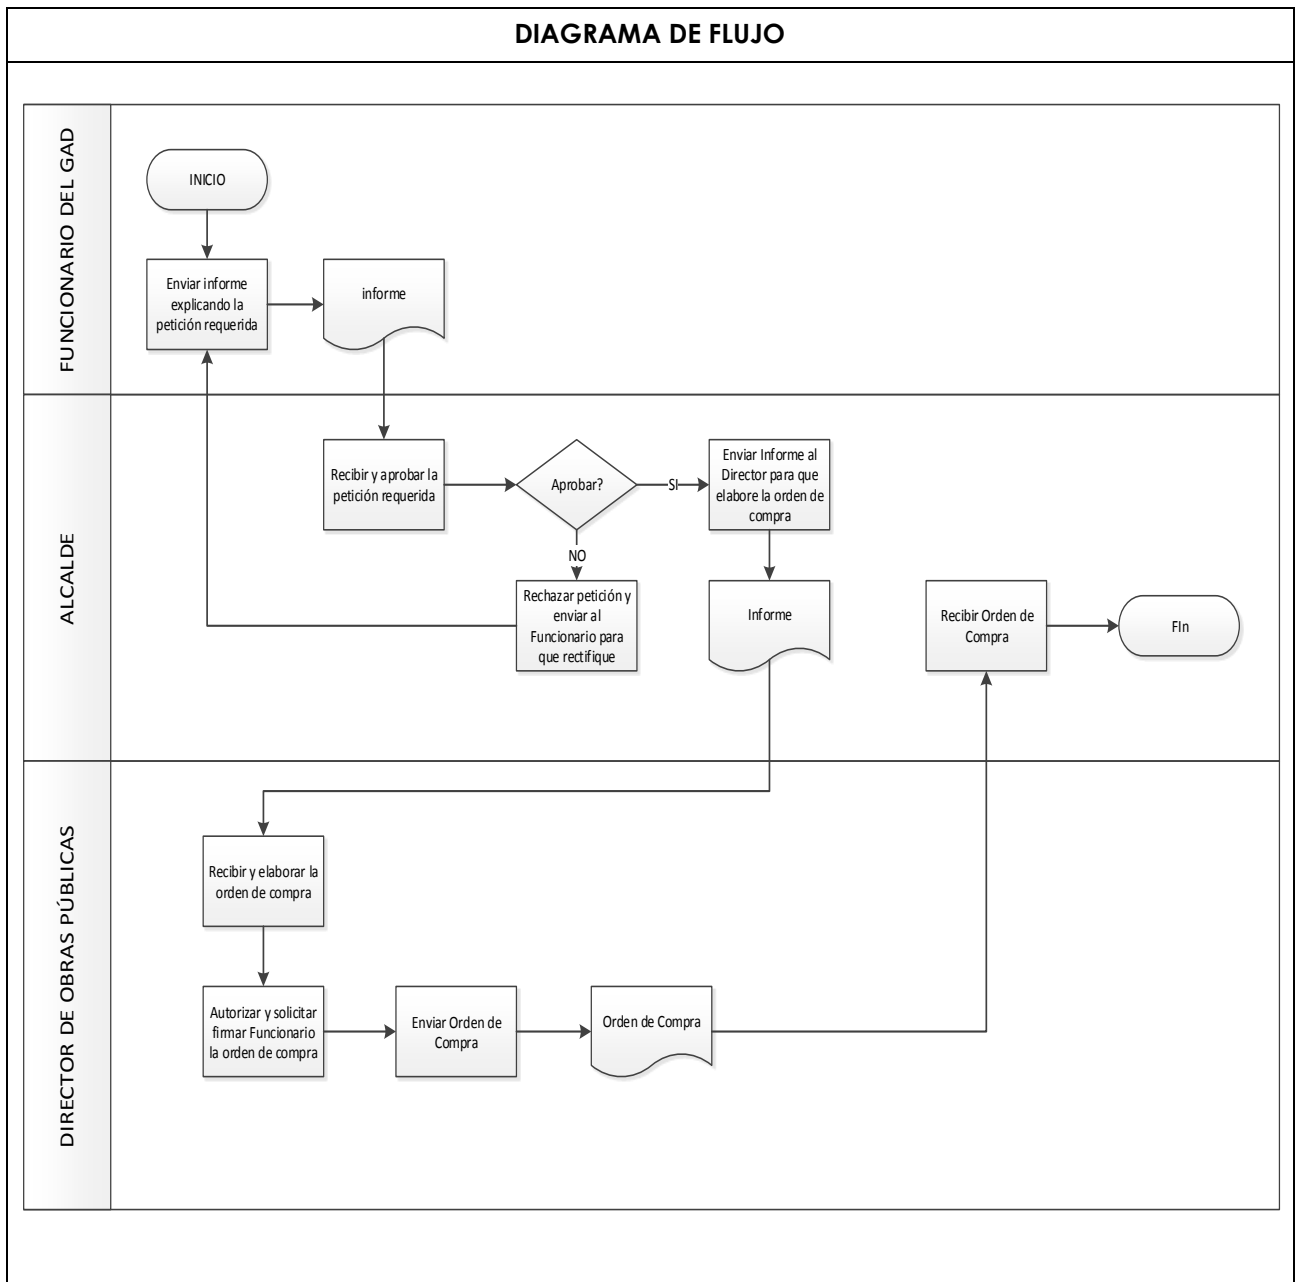 DIAGRAMA DE FLUJO
FUNCIONARIO DEL GAD
INICIO
Enviar informe
explicando la
petición requerida
informe
ALCALDE
Recibir y aprobar la
petición requerida
Aprobar?
SI
Enviar Informe al
Director para que
elabore la orden de
compra
NO
Rechazar petición y
enviar al
Funcionario para
que rectifique
Informe
Recibir Orden de
Compra
FIn
DIRECTOR DE OBRAS PÚBLICAS
Recibir y elaborar la
orden de compra
Autorizar y solicitar
firmar Funcionario
la orden de compra
Enviar Orden de
Compra
Orden de Compra